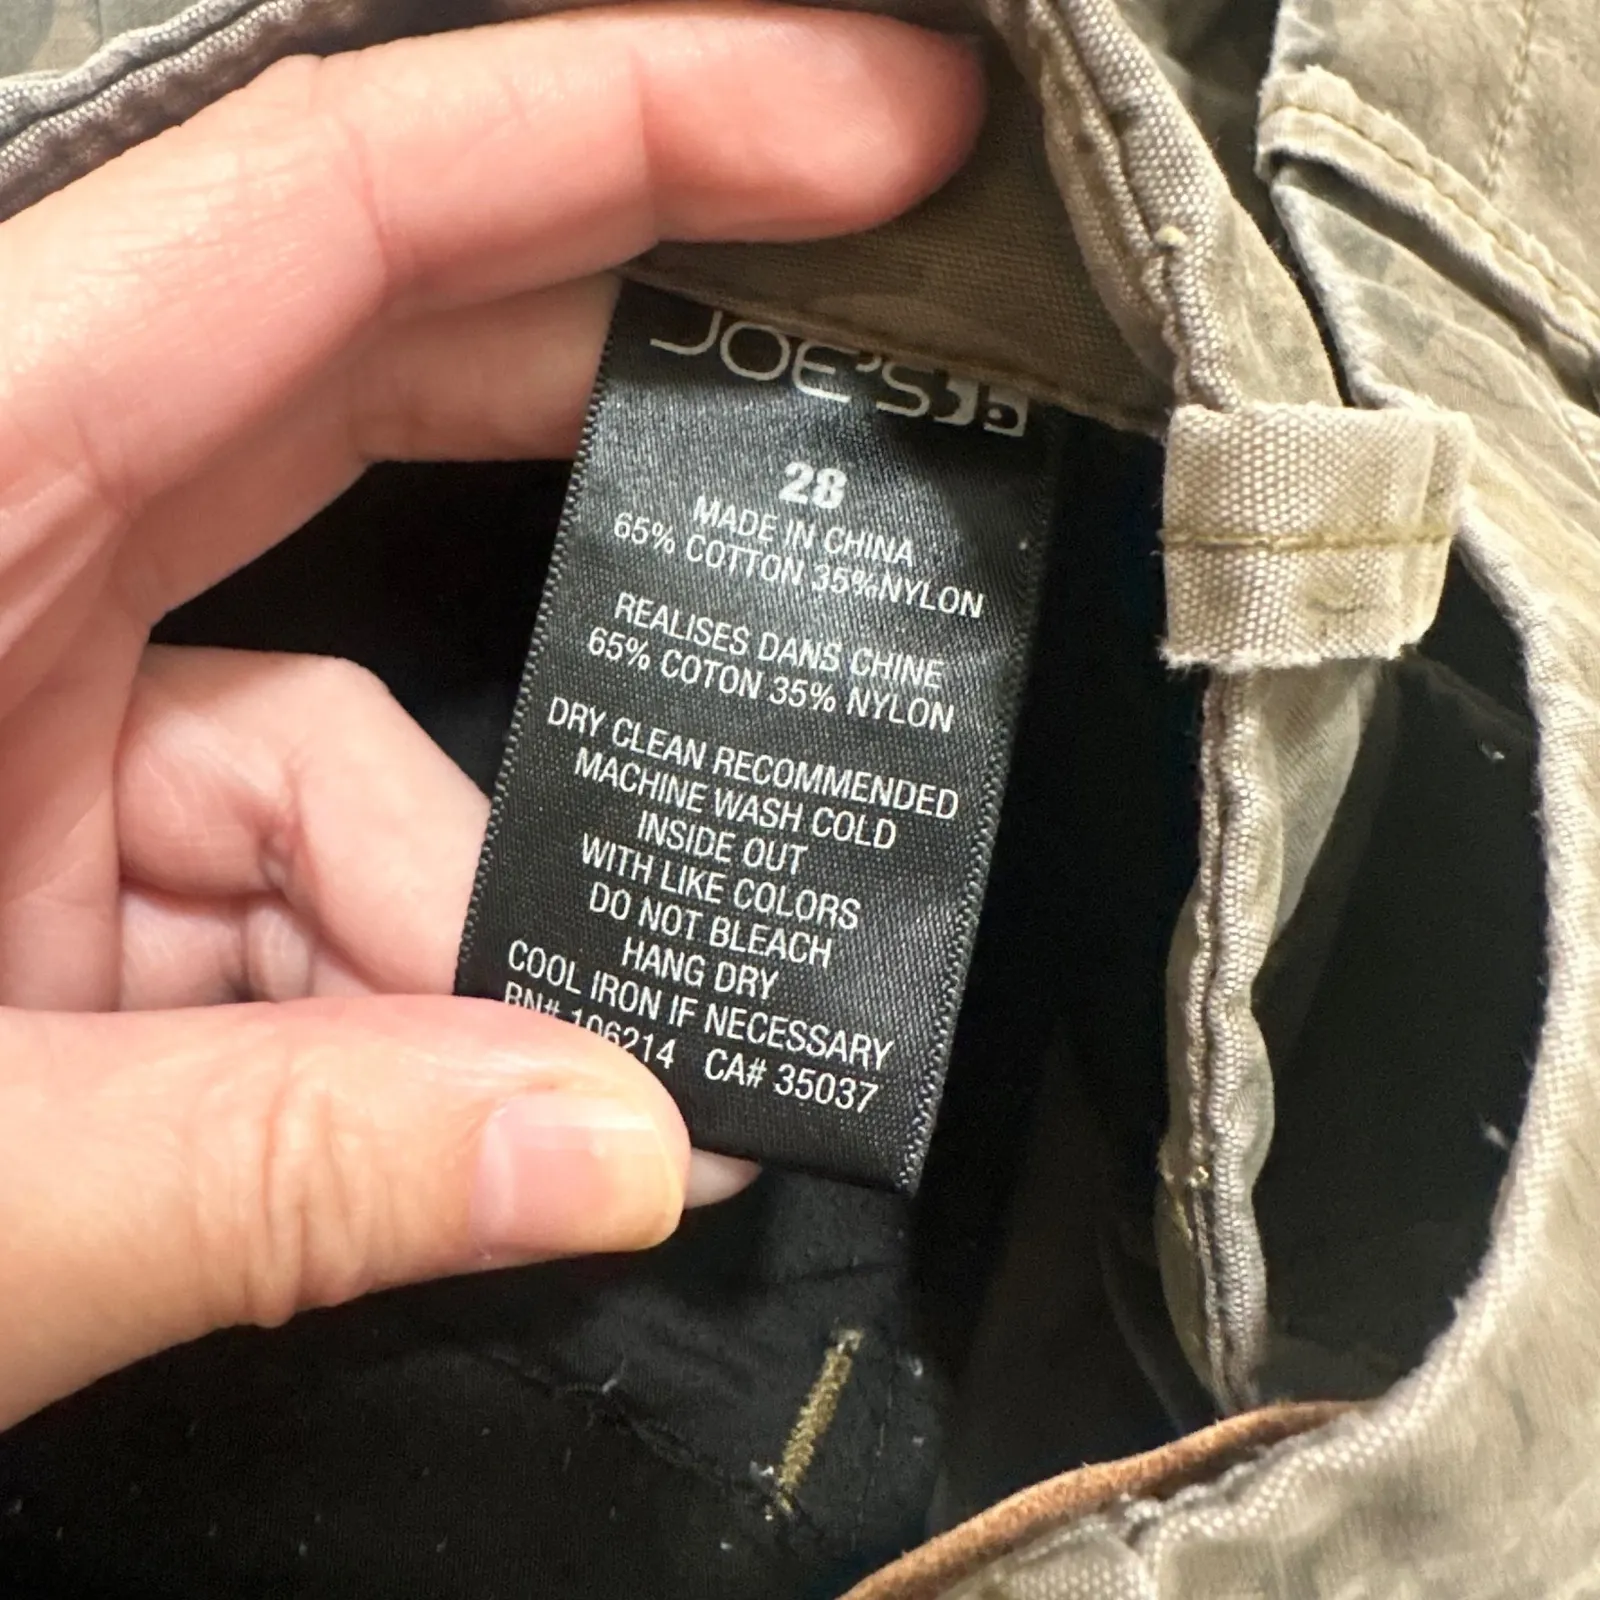 JOE'S
28
MADE IN CHINA
65% COTTON 35%NYLON
REALISES DANS CHINE
65% COTON 35% NYLON
DRY CLEAN RECOMMENDED
MACHINE WASH COLD
INSIDE OUT
WITH LIKE COLORS
DO NOT BLEACH
HANG DRY
COOL IRON IF NECESSARY
RN# 106214 CA# 35037